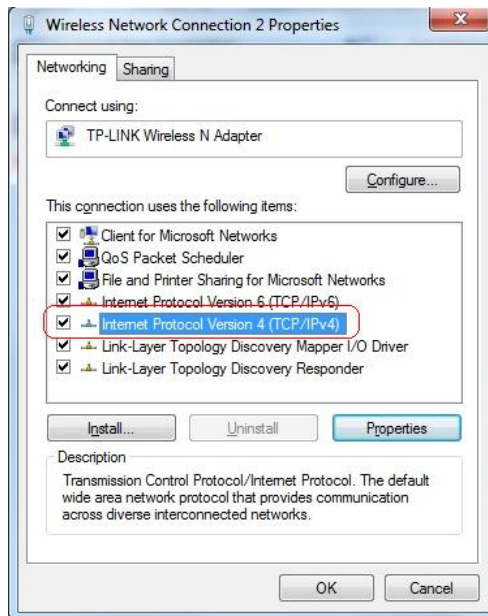 Wireless Network Connection 2 Properties
Networking
Sharing
Connect using:
TP-LINK Wireless N Adapter
Configure...
This connection uses the following items:
Client for Microsoft Networks
QoS Packet Scheduler
File and Printer Sharing for Microsoft Networks
Internet Protocol Version 6 (TCP/IPv6)
Internet Protocol Version 4 (TCP/IPv4)
Link-Layer Topology Discovery Mapper I/O Driver
Link-Layer Topology Discovery Responder
Install...
Uninstall
Properties
Description
Transmission Control Protocol/Internet Protocol. The default
wide area network protocol that provides communication
across diverse interconnected networks.
OK
Cancel